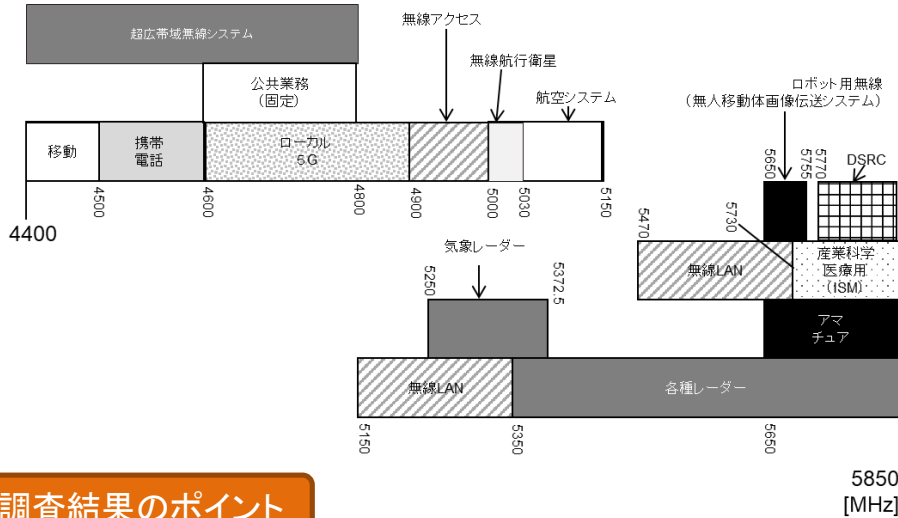 無線アクセス
超広帯域無線システム
無線航行衛星
公共業務
（固定）
航空システム
ロボット用無線
（無人移動体画像伝送システム）
移動
携帯
電話
ローカル
5G
4500
4600
4800
4900
5000
5030
5150
4400
5650
5755
5770
DSRC
5470
5730
気象レーダー
5250
5372.5
無線LAN
産業科学
医療用
（ISM）
アマ
チュア
無線LAN
各種レーダー
5150
5350
5650
5850
[MHz]
調査結果のポイント